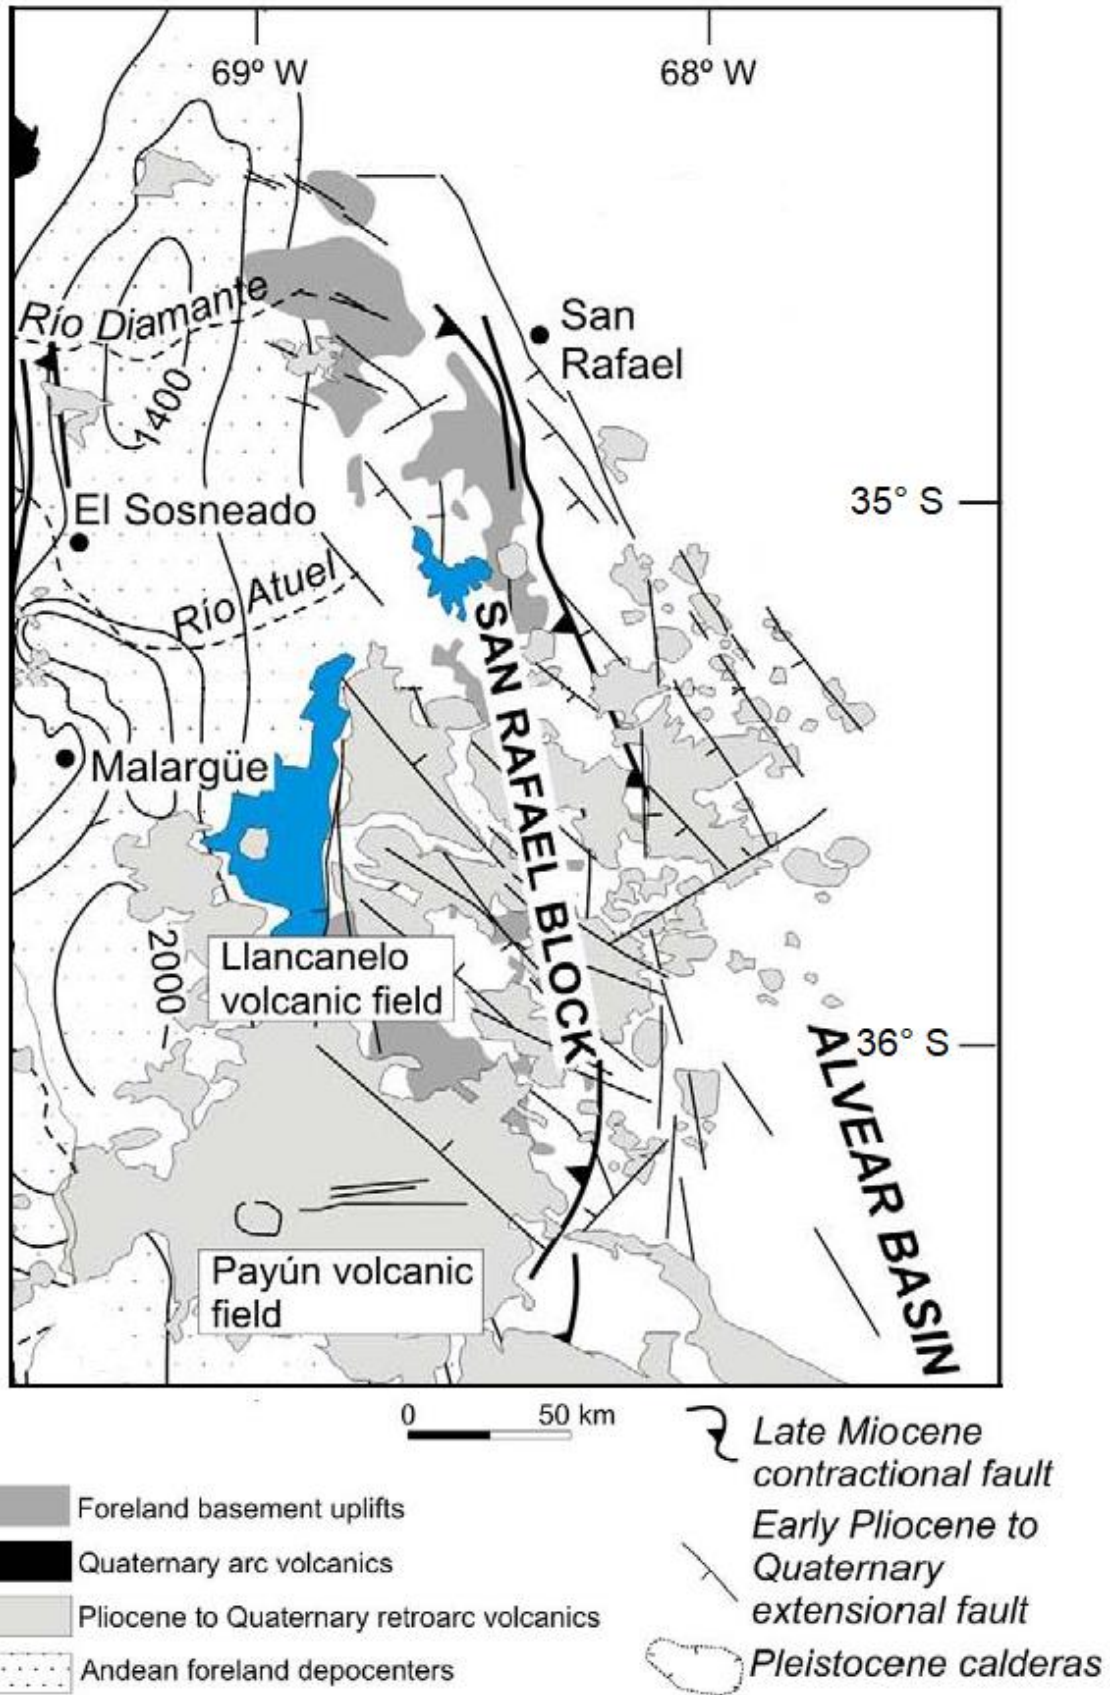 69º W
68º W
Río Diamante
San
Rafael
1400
35° S
El Sosneado
Río Atuel
SAN RAFAEL BLOCK
Malargüe
2000
Llancanelo
volcanic field
36° S
ALVEAR BASIN
Payún volcanic
field
0 50 km
Late Miocene
contractional fault
Foreland basement uplifts
Early Pliocene to
Quaternary
extensional fault
Quaternary arc volcanics
Pliocene to Quaternary retroarc volcanics
Andean foreland depocenters
Pleistocene calderas